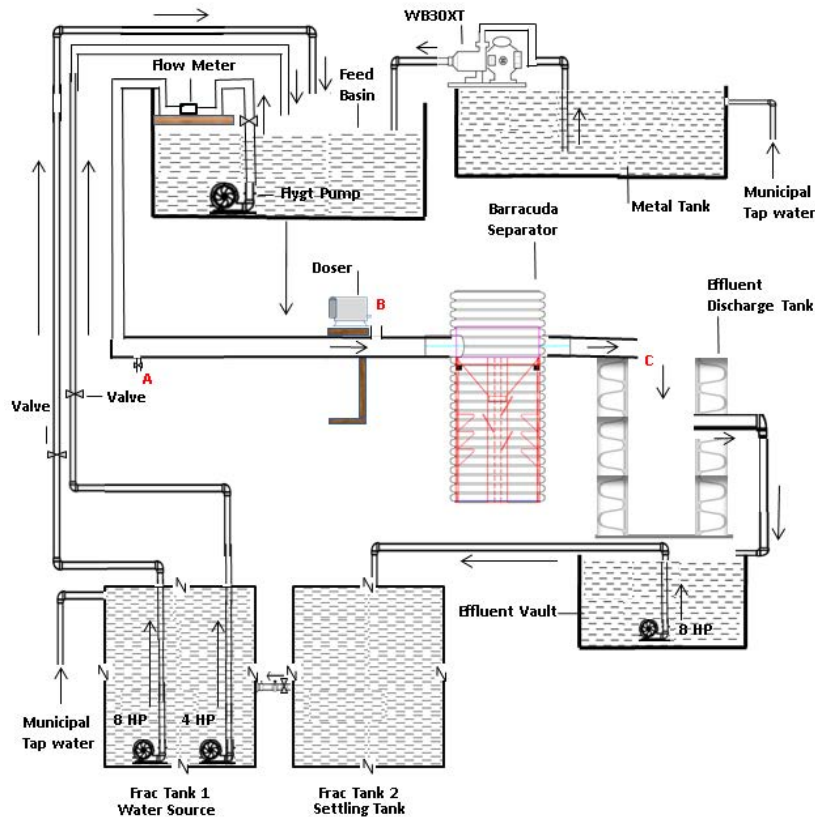 WB30XT
Flow Meter
Feed
Basin
Flygt Pump
Metal Tank
Municipal
Tap water
Barracuda
Separator
Doser
B
Effluent
Discharge Tank
A
C
Valve
Valve
N
N
N
N
Effluent Vault
8 HP
N
N
N
N
8 HP
4 HP
Municipal
Tap water
N
N
N
N
Frac Tank 1
Water Source
Frac Tank 2
Settling Tank